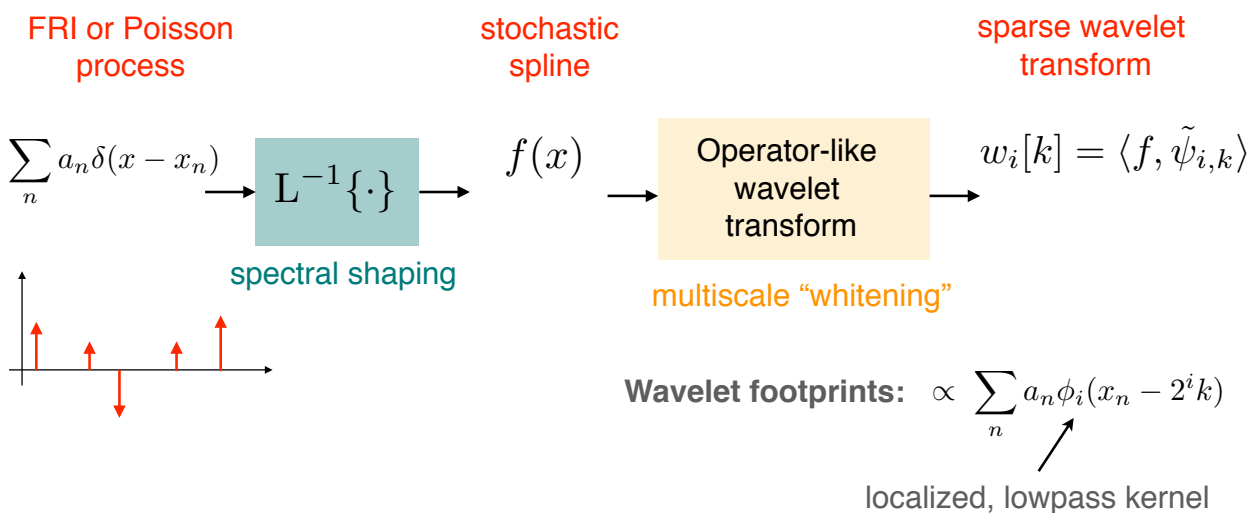 FRI or Poisson
process
stochastic
spline
sparse wavelet
transform
∑ₙ aₙδ(x − xₙ)
L⁻¹{·}
f(x)
Operator-like
wavelet
transform
wᵢ[k] = ⟨f, ψ̃ᵢ,ₖ⟩
spectral shaping
multiscale “whitening”
Wavelet footprints: ∝ ∑ₙ aₙϕᵢ(xₙ − 2ⁱk)
localized, lowpass kernel